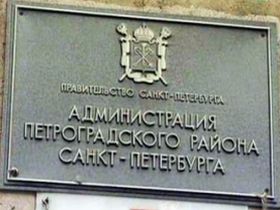 ПРАВИТЕЛЬСТВО САНКТ-ПЕТЕРБУРГА
АДМИНИСТРАЦИЯ
ПЕТРОГРАДСКОГО РАЙОНА
САНКТ-ПЕТЕРБУРГА